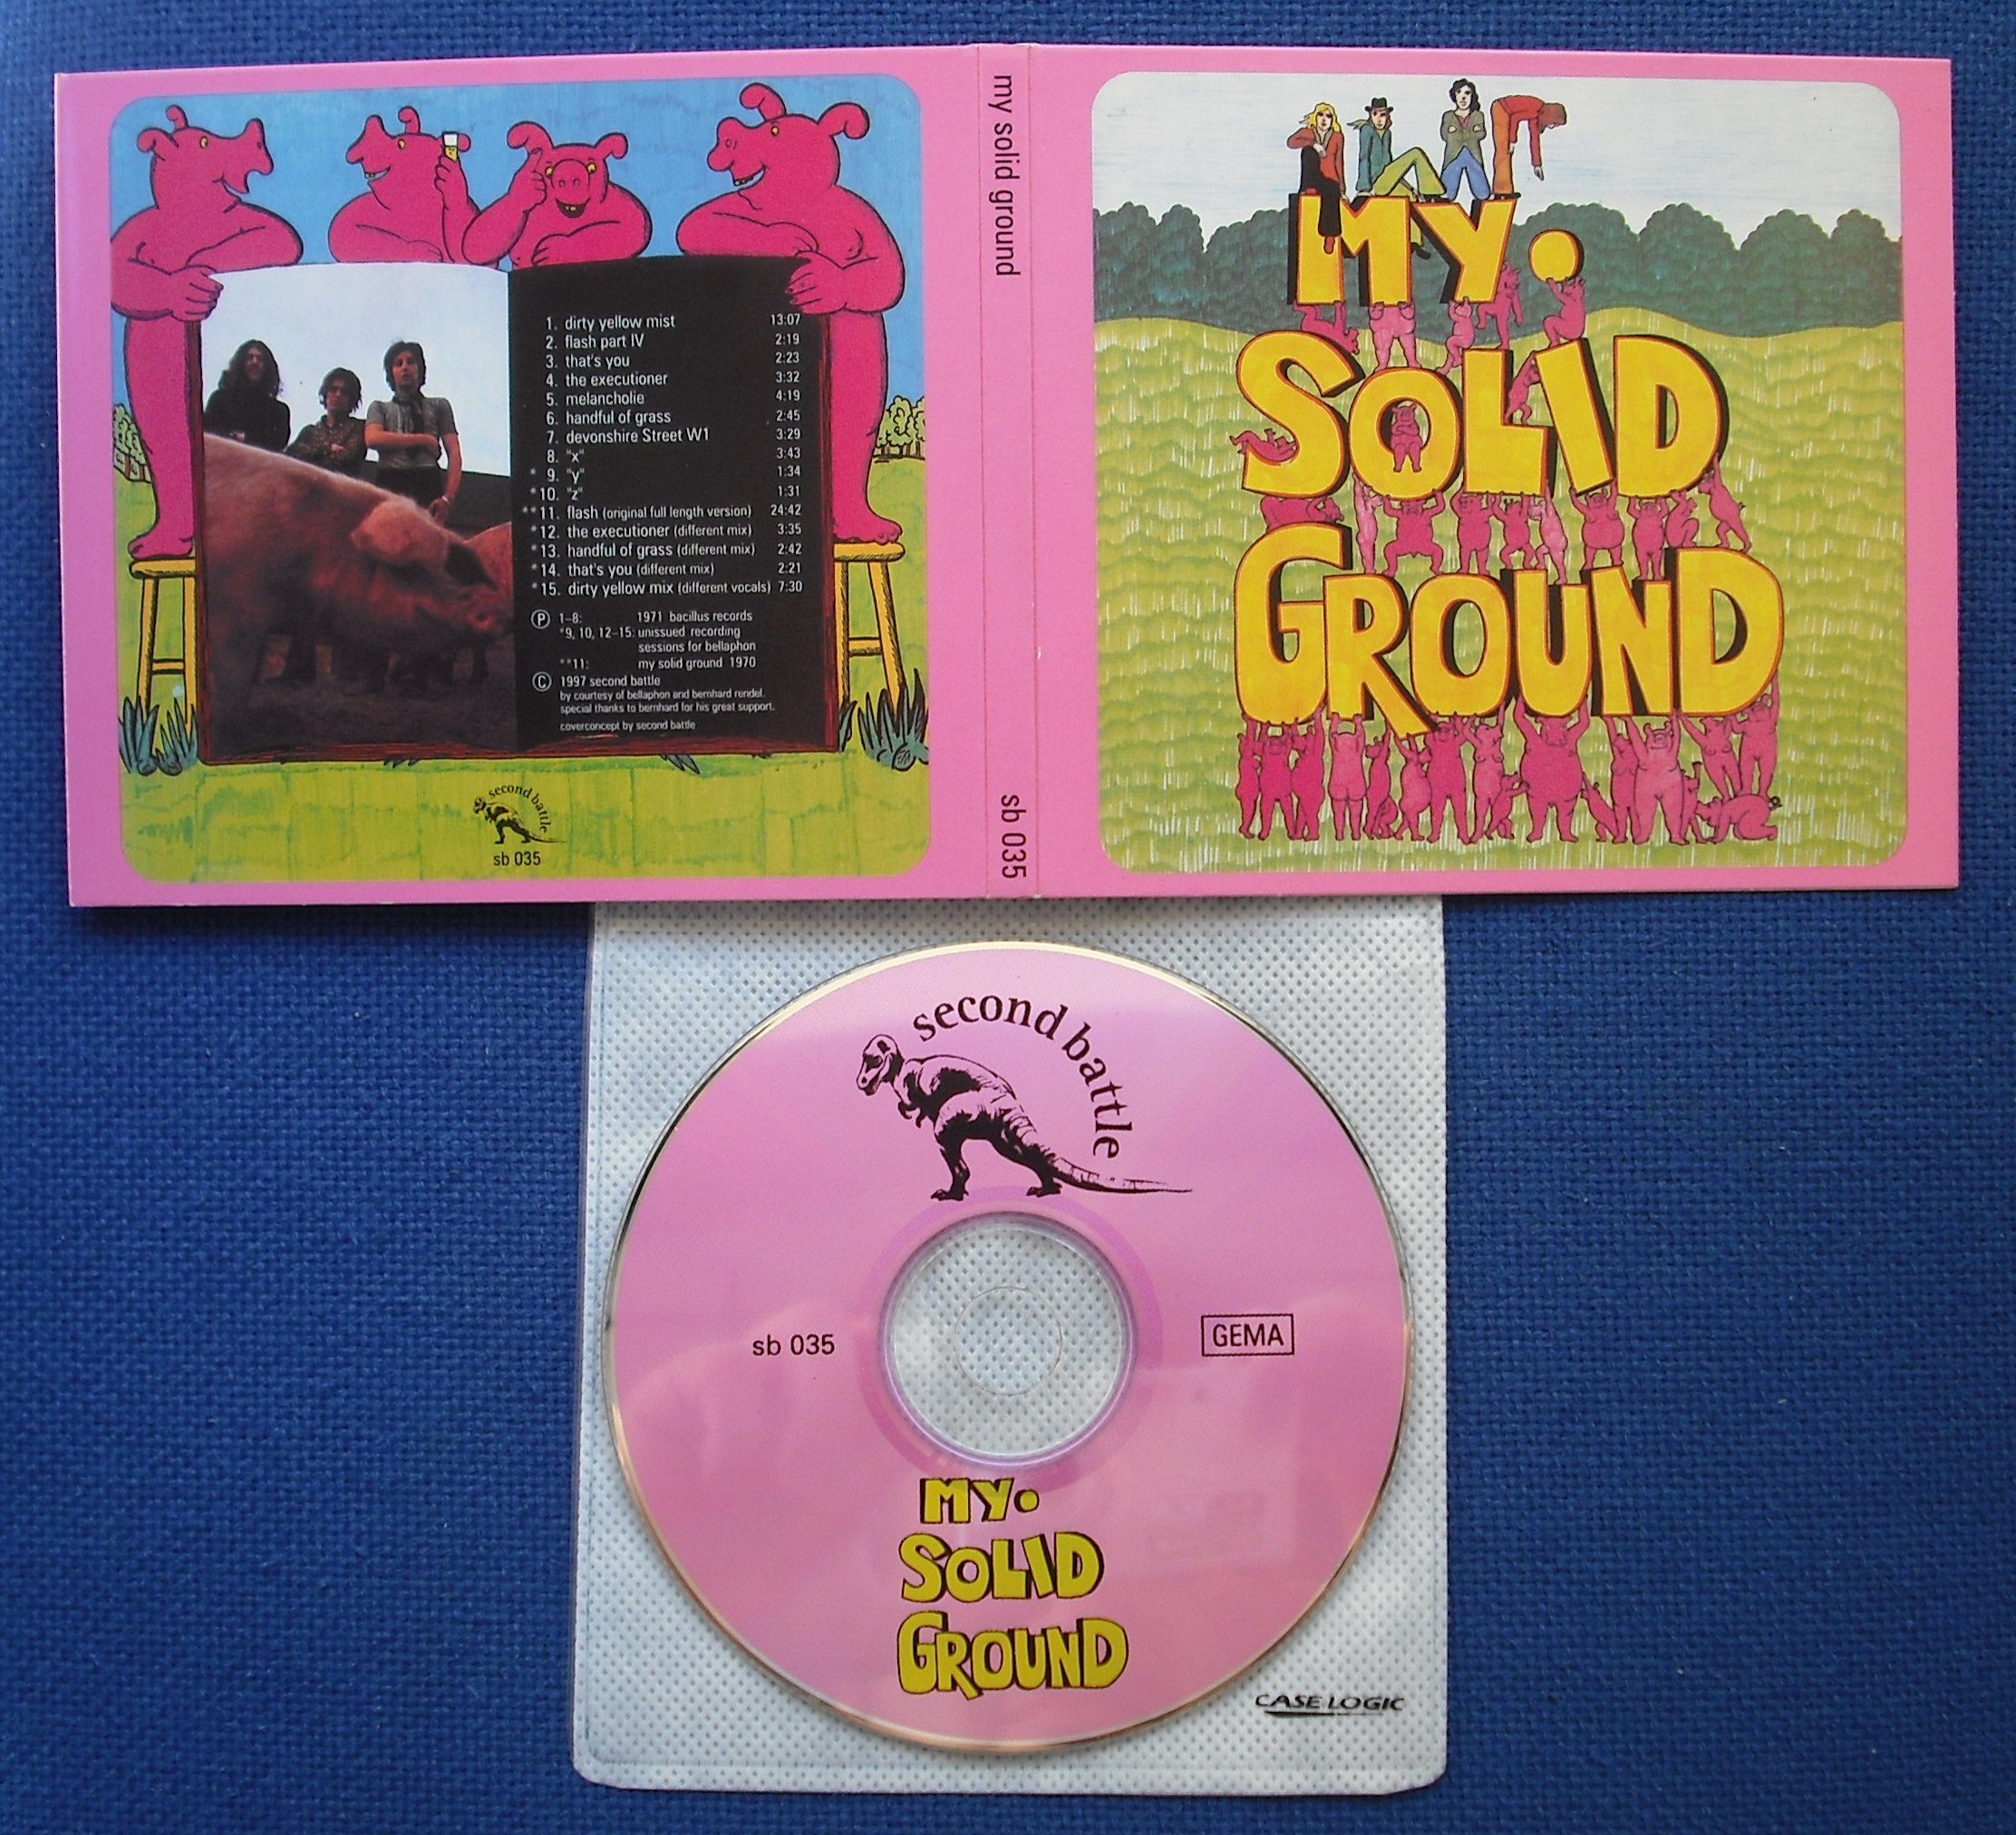 1. dirty yellow mist 13:07
2. flash part IV 2:19
3. that's you 2:23
4. the executioner 3:32
5. melancholie 4:19
6. handful of grass 2:45
7. devonshire Street W1 3:29
8. "x" 3:43
* 9. "y" 1:34
* 10. "z" 1:31
** 11. flash (original full length version) 24:42
* 12. the executioner (different mix) 3:35
* 13. handful of grass (different mix) 2:42
* 14. that's you (different mix) 2:21
* 15. dirty yellow mix (different vocals) 7:30
Ⓟ 1–8: 1971 bacillus records
*9, 10, 12–15: unissued recording
sessions for bellaphon
**11: my solid ground 1970
© 1997 second battle
by courtesy of bellaphon and bernhard rendel.
special thanks to bernhard for his great support.
coverconcept by second battle
second battle
sb 035
my solid ground
sb 035
MY.
SOLID
GROUND
second battle
sb 035
GEMA
MY.
SOLID
GROUND
CASE LOGIC